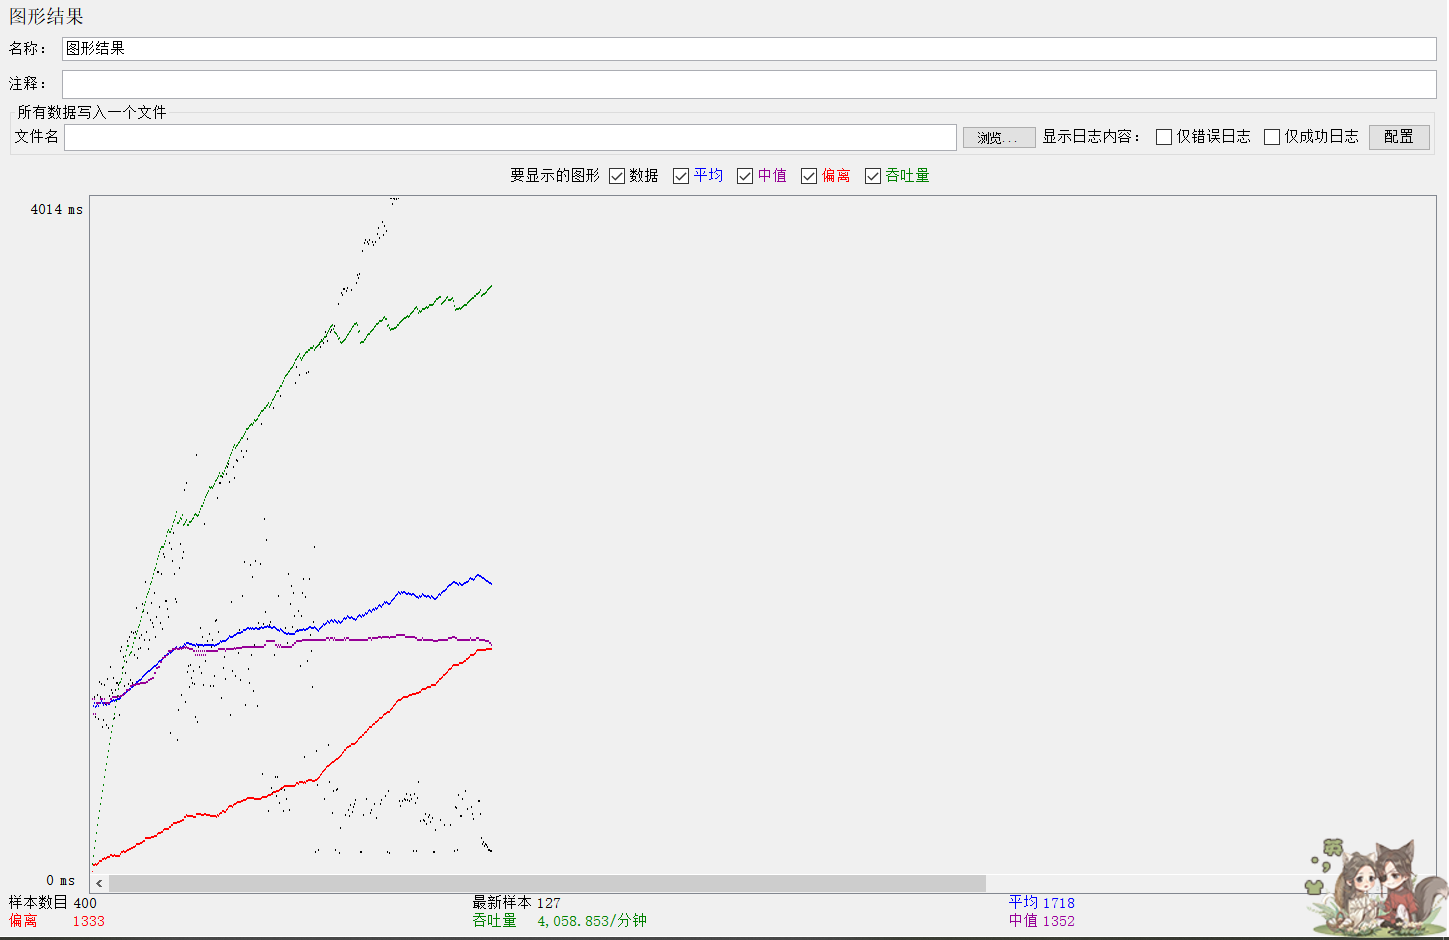 图形结果
名称： 图形结果
注释：
所有数据写入一个文件
文件名 浏览... 显示日志内容： 仅错误日志 仅成功日志 配置
要显示的图形 数据 平均 中值 偏离 吞吐量
4014 ms
0 ms
样本数目 400 最新样本 127 平均 1718
偏离 1333 吞吐量 4,058.853/分钟 中值 1352